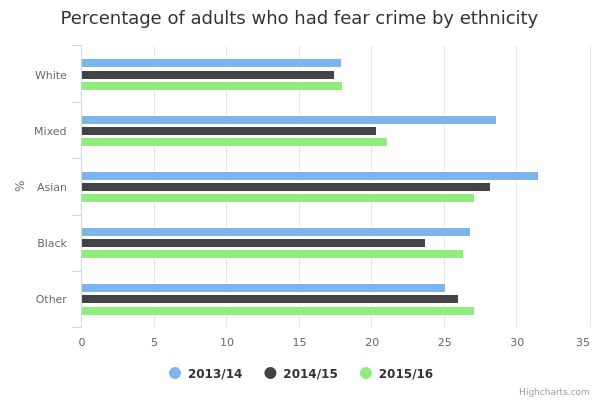 Percentage of adults who had fear crime by ethnicity
White
Mixed
Asian
Black
Other
%
0 5 10 15 20 25 30 35
2013/14 2014/15 2015/16
Highcharts.com